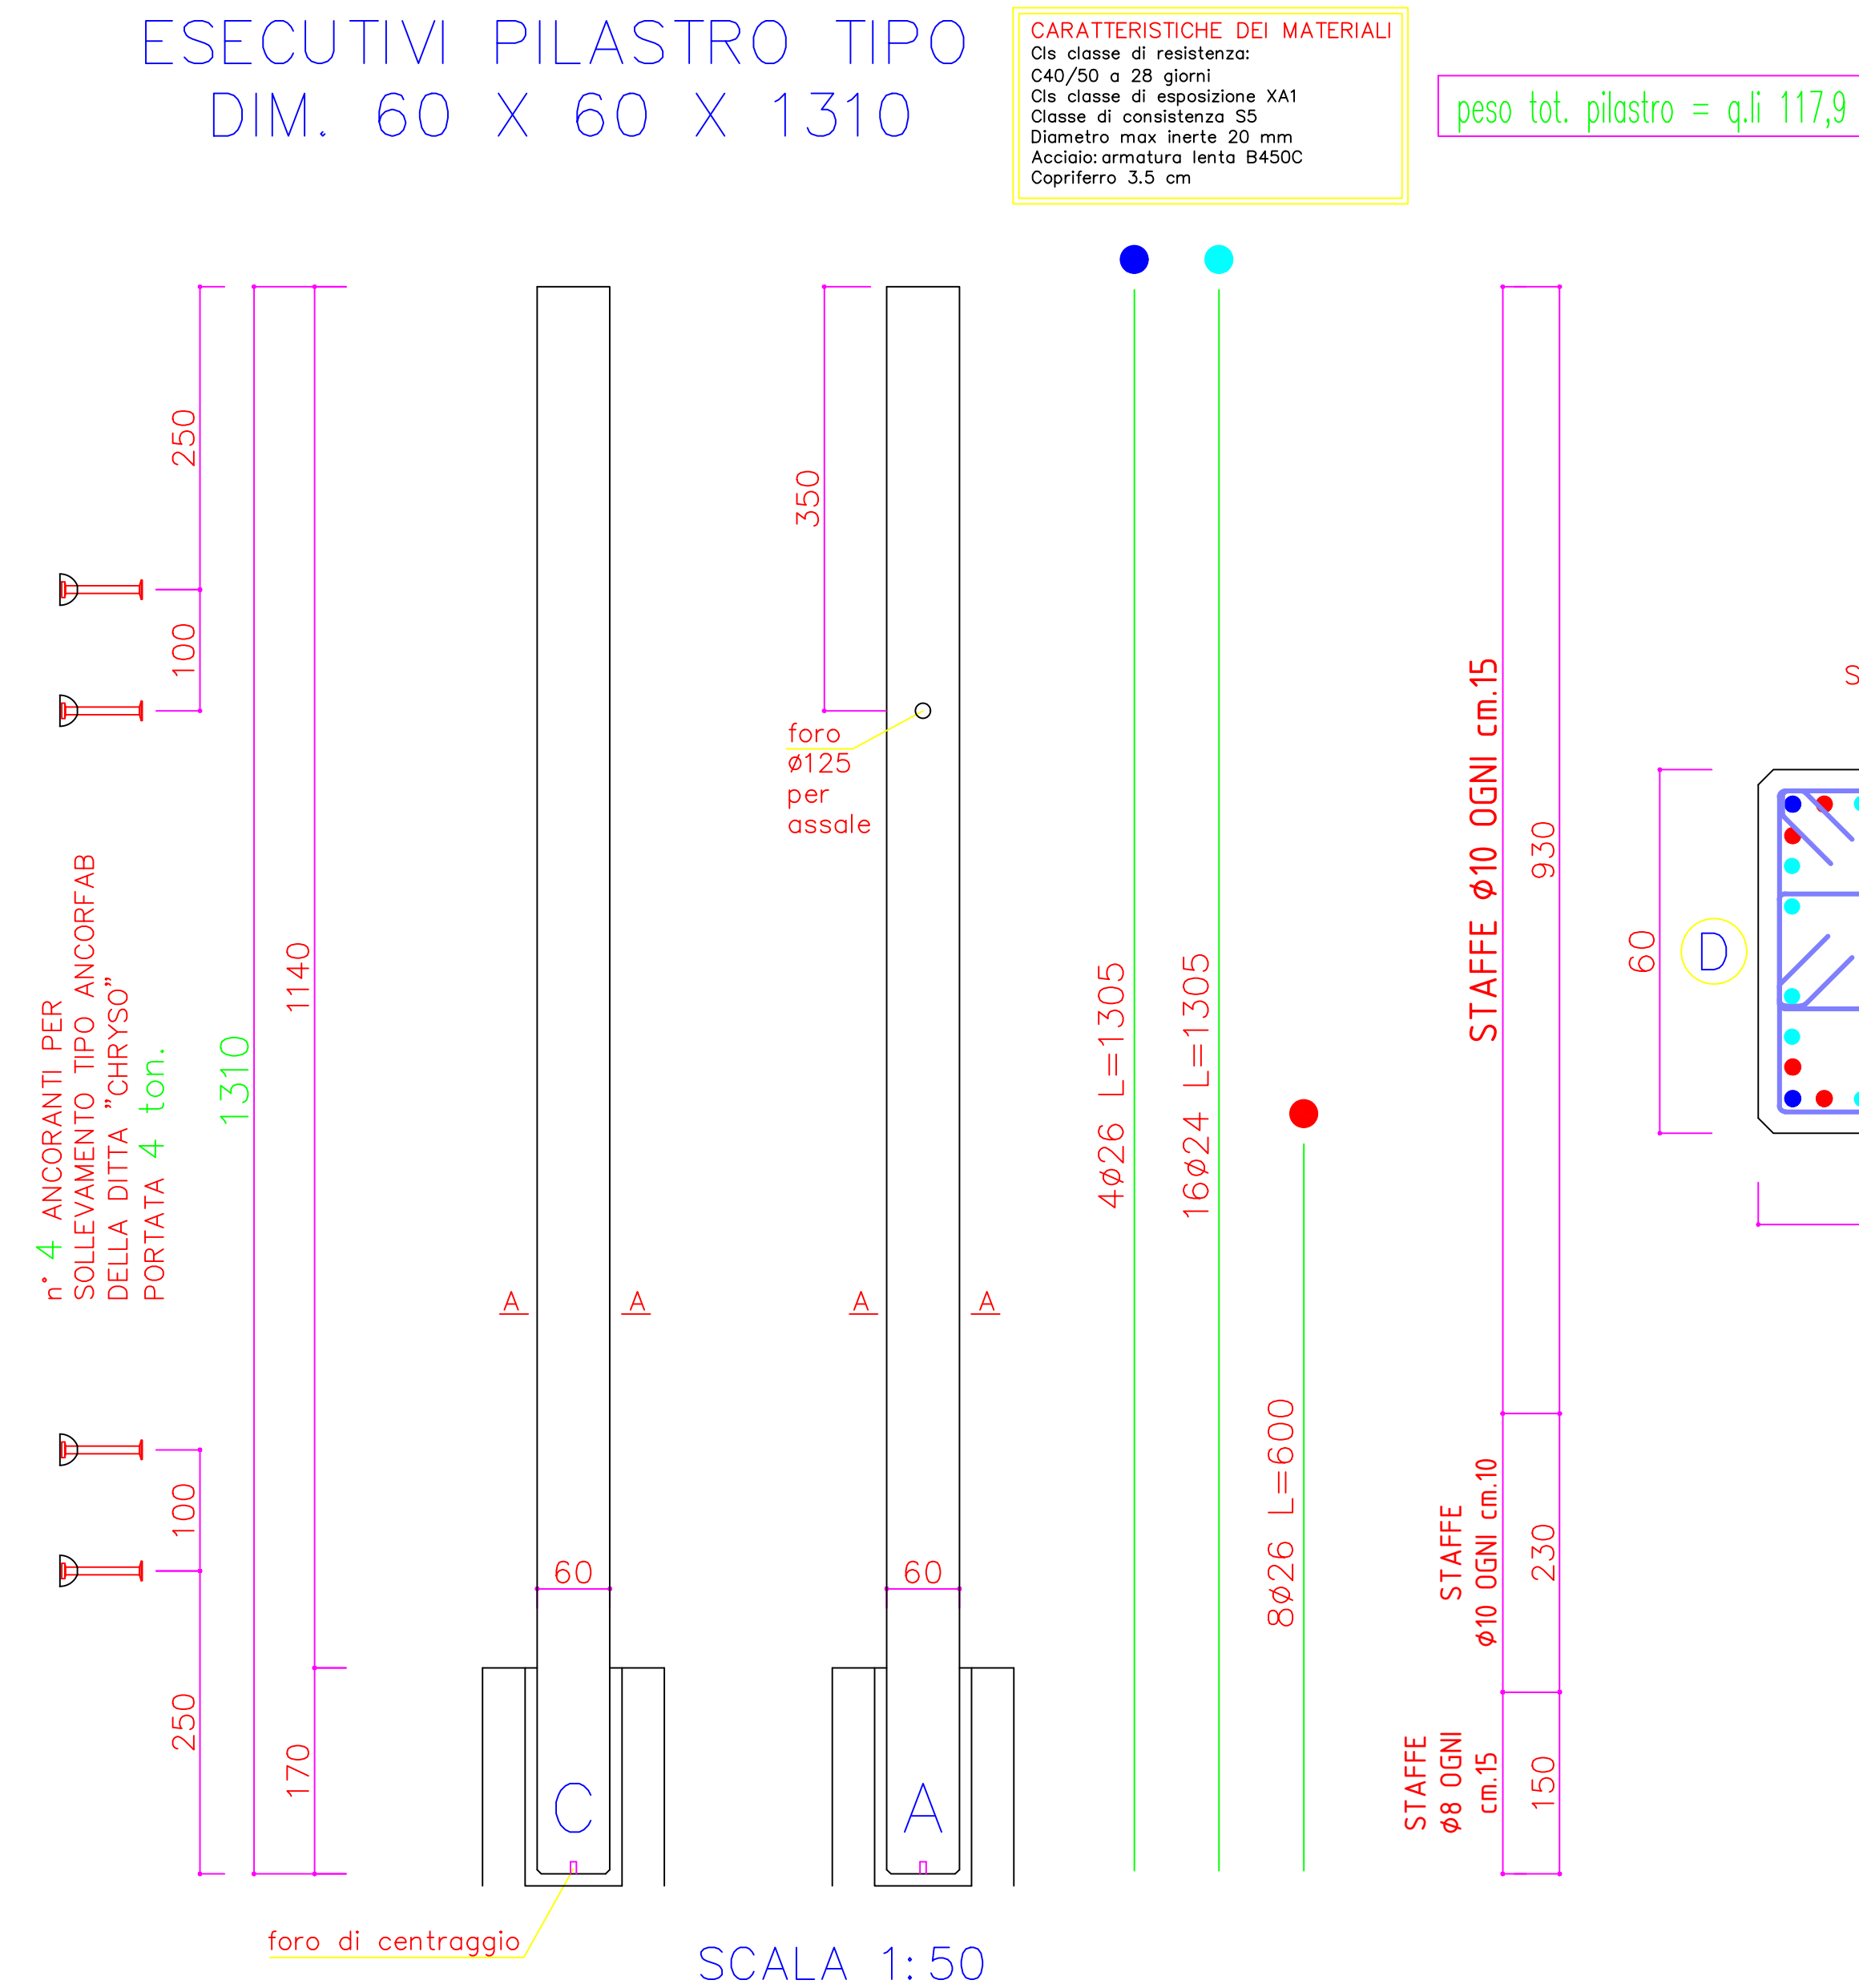 ESECUTIVI PILASTRO TIPO
DIM. 60 X 60 X 1310
CARATTERISTICHE DEI MATERIALI
Cls classe di resistenza:
C40/50 a 28 giorni
Cls classe di esposizione XA1
Classe di consistenza S5
Diametro max inerte 20 mm
Acciaio: armatura lenta B450C
Copriferro 3.5 cm
peso tot. pilastro = q.li 117,9
250
100
100
250
n° 4 ANCORANTI PER
SOLLEVAMENTO TIPO ANCORFAB
DELLA DITTA "CHRYSO"
PORTATA 4 ton.
1310
1140
170
A
A
60
C
foro di centraggio
350
foro
ø125
per
assale
A
A
60
A
4ø26 L=1305
16ø24 L=1305
8ø26 L=600
STAFFE ø10 OGNI cm.15
930
STAFFE
ø10 OGNI cm.10
230
STAFFE
ø8 OGNI
cm.15
150
S
60
D
SCALA 1:50